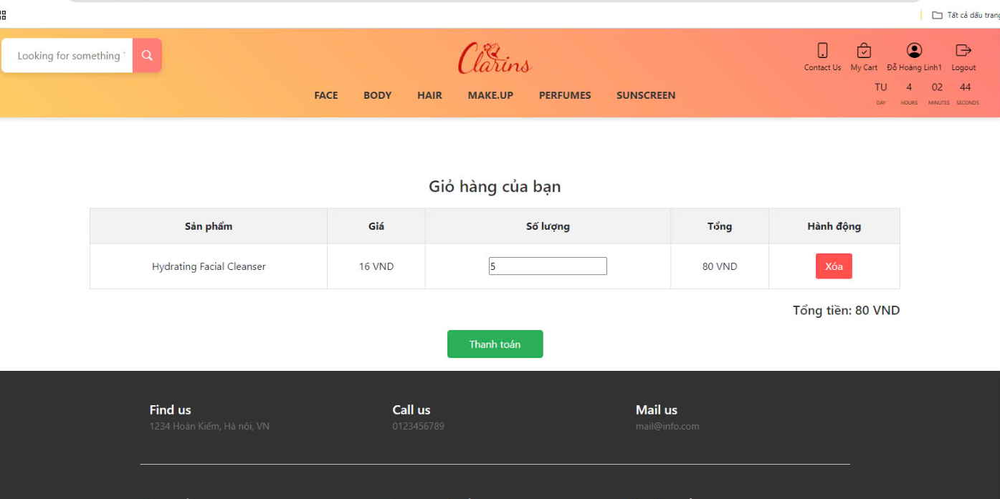 Tất cả dấu trang
Looking for something
Clarins
Contact Us
My Cart
Đỗ Hoàng Linh1
Logout
FACE BODY HAIR MAKE.UP PERFUMES SUNSCREEN
TU 4 02 44
DAY HOURS MINUTES SECONDS
Giỏ hàng của bạn
Sản phẩm Giá Số lượng Tổng Hành động
Hydrating Facial Cleanser 16 VND 5 80 VND Xóa
Tổng tiền: 80 VND
Thanh toán
Find us Call us Mail us
1234 Hoàn Kiếm, Hà nội, VN 0123456789 mail@info.com